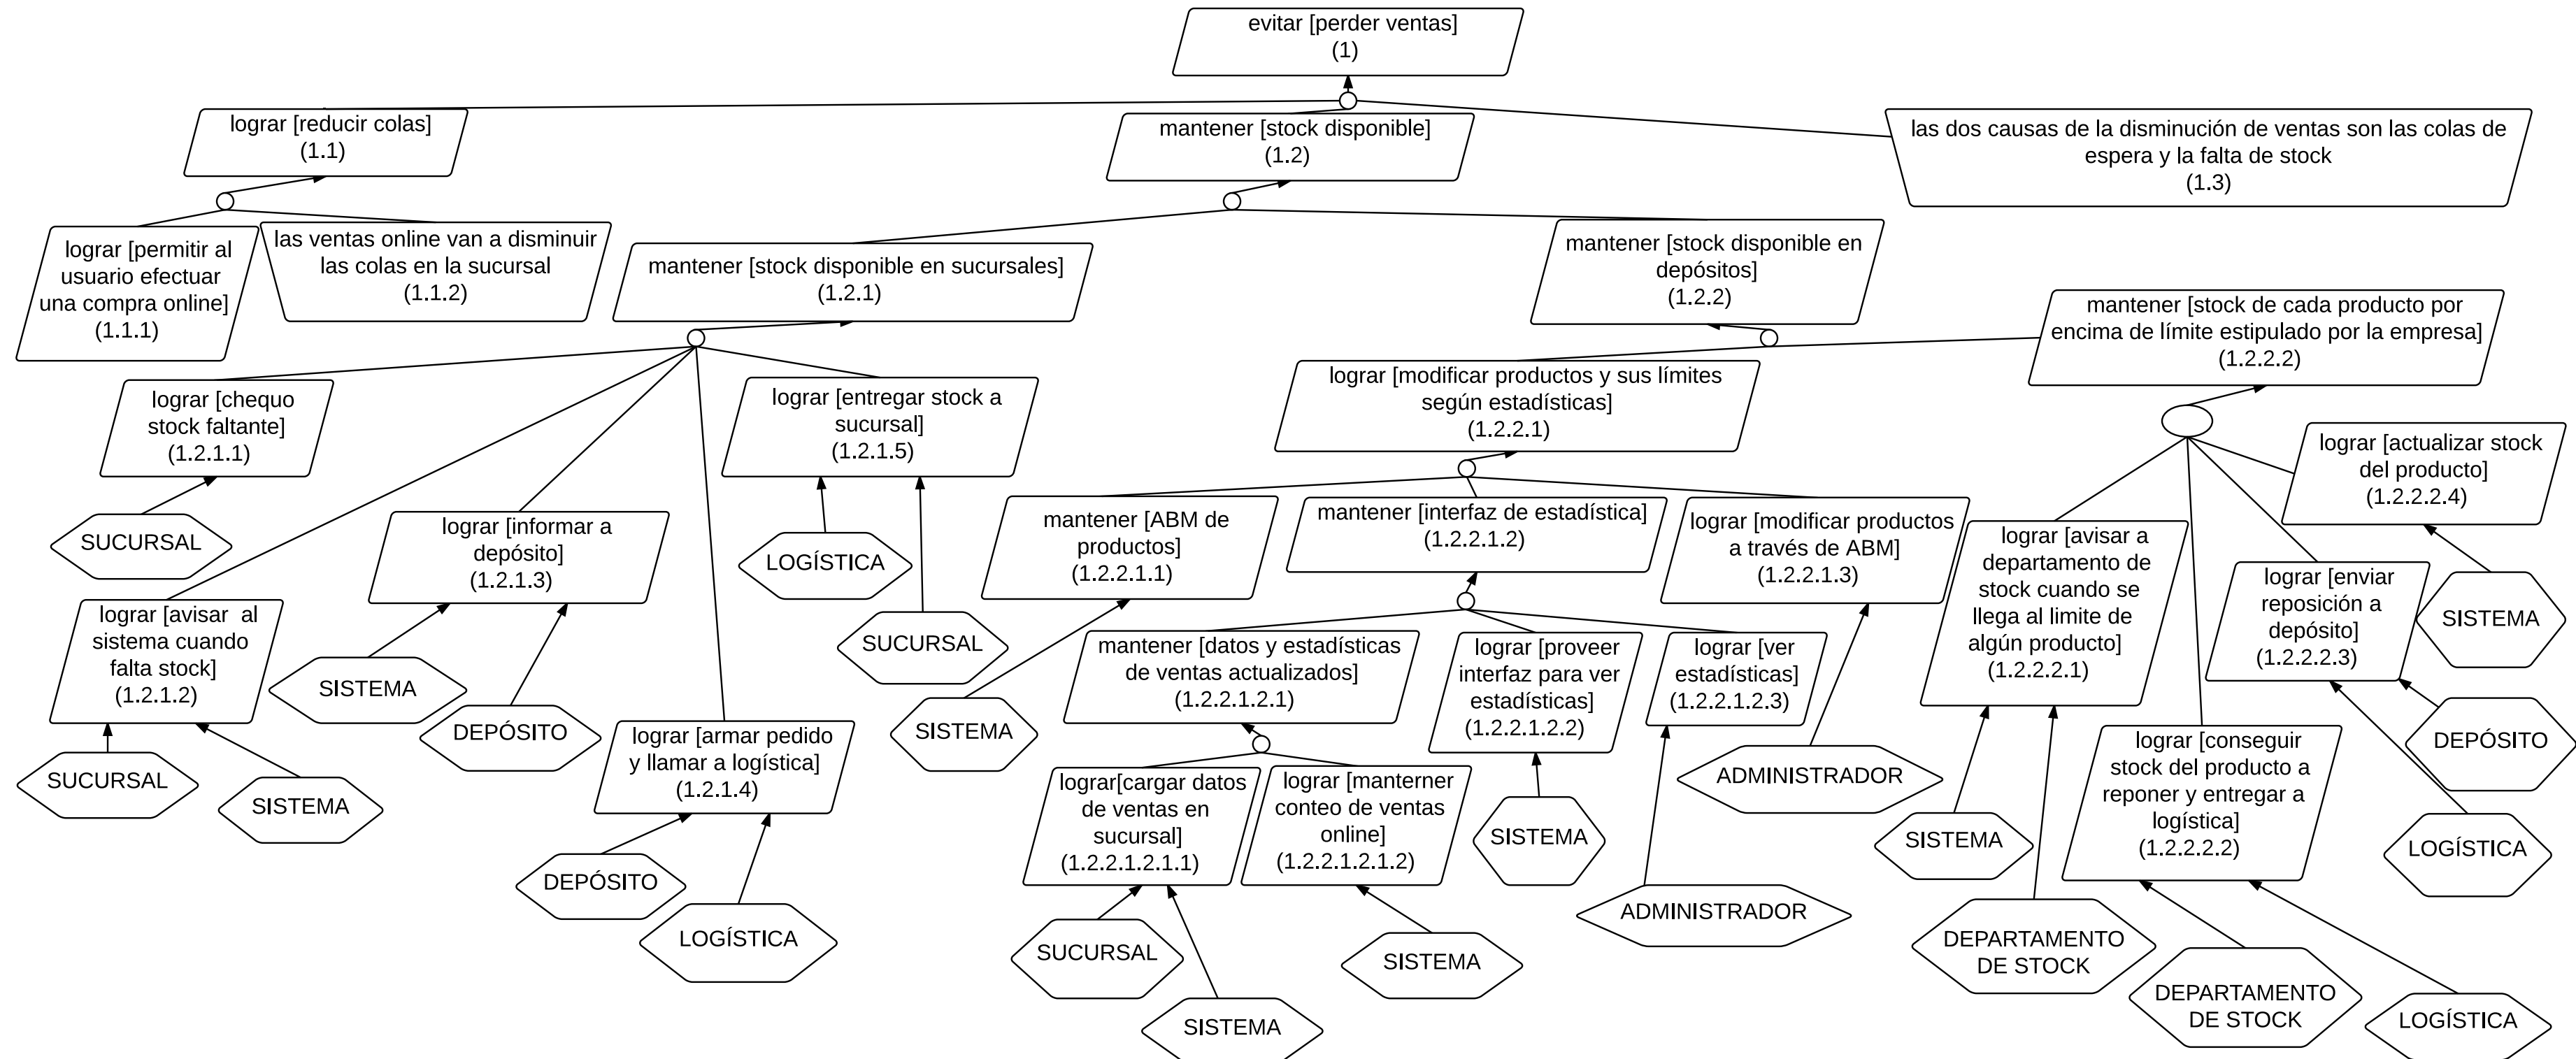 evitar [perder ventas]
(1)
lograr [reducir colas]
(1.1)
mantener [stock disponible]
(1.2)
las dos causas de la disminución de ventas son las colas de
espera y la falta de stock
(1.3)
lograr [permitir al
usuario efectuar
una compra online]
(1.1.1)
las ventas online van a disminuir
las colas en la sucursal
(1.1.2)
mantener [stock disponible en sucursales]
(1.2.1)
mantener [stock disponible en
depósitos]
(1.2.2)
mantener [stock de cada producto por
encima de límite estipulado por la empresa]
(1.2.2.2)
lograr [chequo
stock faltante]
(1.2.1.1)
lograr [entregar stock a
sucursal]
(1.2.1.5)
lograr [modificar productos y sus límites
según estadísticas]
(1.2.2.1)
lograr [actualizar stock
del producto]
(1.2.2.2.4)
SUCURSAL
lograr [informar a
depósito]
(1.2.1.3)
LOGÍSTICA
mantener [ABM de
productos]
(1.2.2.1.1)
mantener [interfaz de estadística]
(1.2.2.1.2)
lograr [modificar productos
a través de ABM]
(1.2.2.1.3)
lograr [avisar a
departamento de
stock cuando se
llega al limite de
algún producto]
(1.2.2.2.1)
lograr [enviar
reposición a
depósito]
(1.2.2.2.3)
SISTEMA
lograr [avisar  al
sistema cuando
falta stock]
(1.2.1.2)
SISTEMA
DEPÓSITO
SUCURSAL
SISTEMA
mantener [datos y estadísticas
de ventas actualizados]
(1.2.2.1.2.1)
lograr [proveer
interfaz para ver
estadísticas]
(1.2.2.1.2.2)
lograr [ver
estadísticas]
(1.2.2.1.2.3)
ADMINISTRADOR
DEPÓSITO
SUCURSAL
SISTEMA
lograr [armar pedido
y llamar a logística]
(1.2.1.4)
lograr[cargar datos
de ventas en
sucursal]
(1.2.2.1.2.1.1)
lograr [manterner
conteo de ventas
online]
(1.2.2.1.2.1.2)
SISTEMA
SISTEMA
lograr [conseguir
stock del producto a
reponer y entregar a
logística]
(1.2.2.2.2)
LOGÍSTICA
DEPÓSITO
LOGÍSTICA
SUCURSAL
SISTEMA
SISTEMA
ADMINISTRADOR
DEPARTAMENTO
DE STOCK
DEPARTAMENTO
DE STOCK
LOGÍSTICA